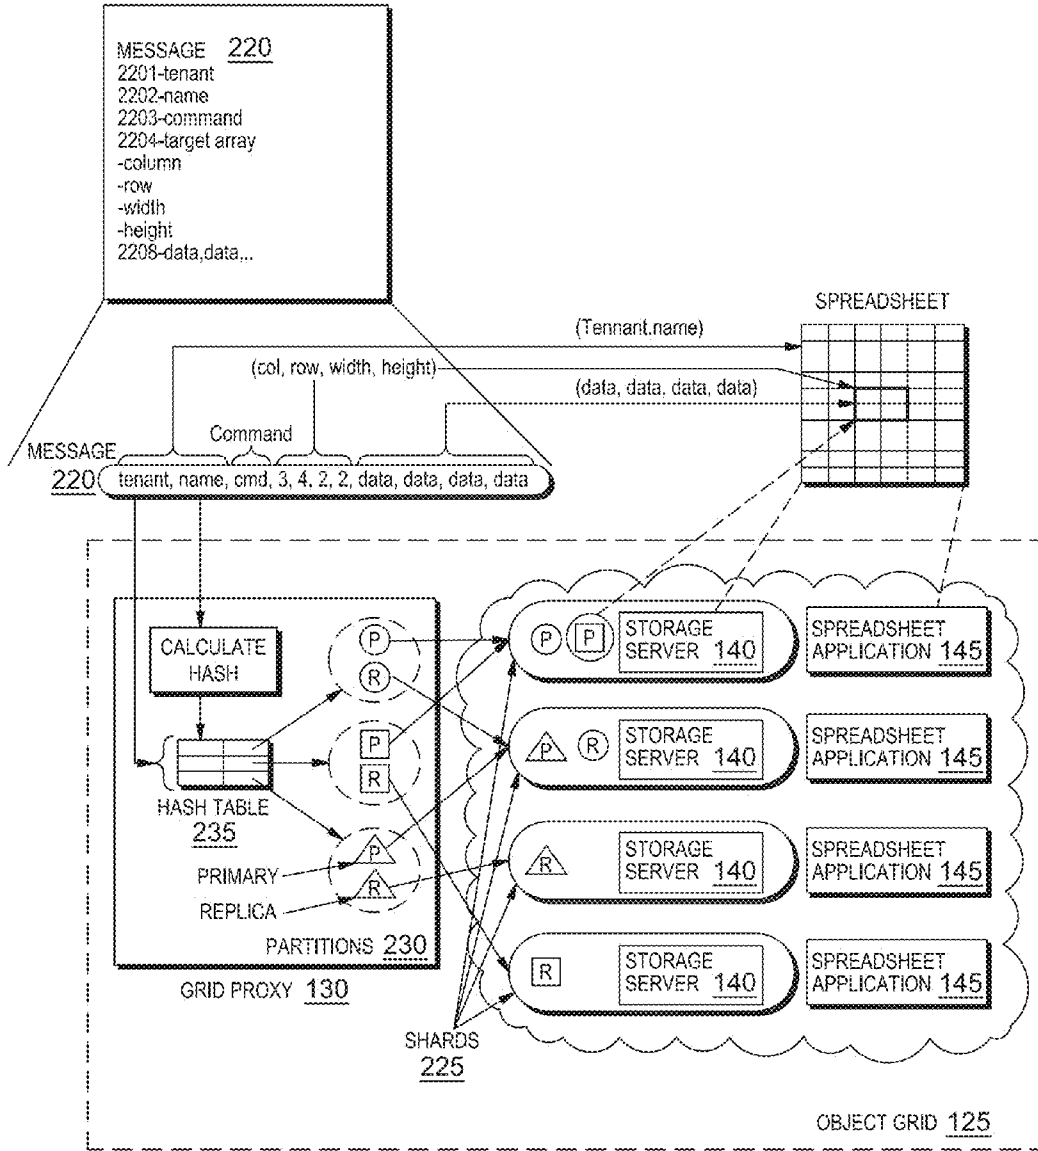 MESSAGE 220
2201-tenant
2202-name
2203-command
2204-target array
-column
-row
-width
-height
2208-data,data,..
SPREADSHEET
(Tennant.name)
(col, row, width, height)
(data, data, data, data)
Command
MESSAGE
220
tenant, name, cmd, 3, 4, 2, 2, data, data, data, data
CALCULATE
HASH
HASH TABLE
235
P
R
P
R
P
R
PRIMARY
REPLICA
PARTITIONS 230
GRID PROXY 130
P P STORAGE
SERVER 140
SPREADSHEET
APPLICATION 145
P R STORAGE
SERVER 140
SPREADSHEET
APPLICATION 145
R STORAGE
SERVER 140
SPREADSHEET
APPLICATION 145
R STORAGE
SERVER 140
SPREADSHEET
APPLICATION 145
SHARDS
225
OBJECT GRID 125